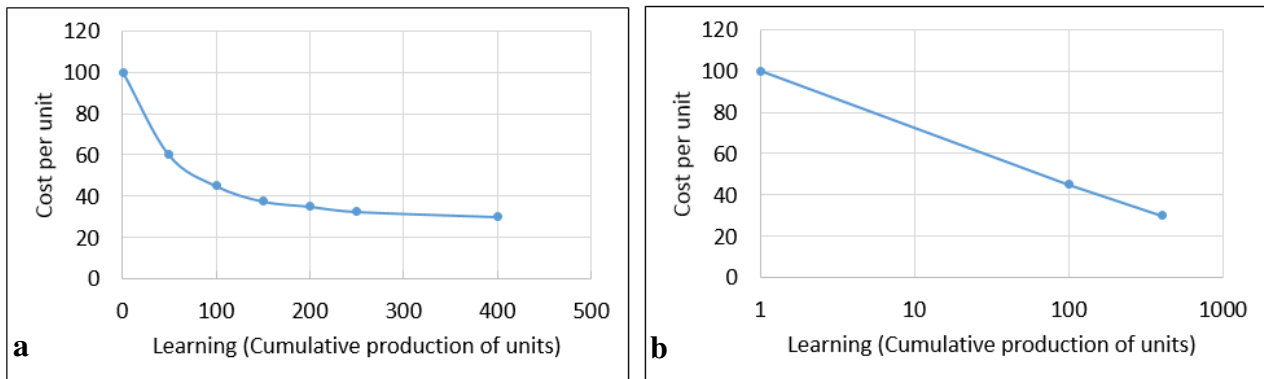 120
100
80
60
40
20
0
Cost per unit
0 100 200 300 400 500
Learning (Cumulative production of units)
a
120
100
80
60
40
20
0
Cost per unit
1 10 100 1000
Learning (Cumulative production of units)
b